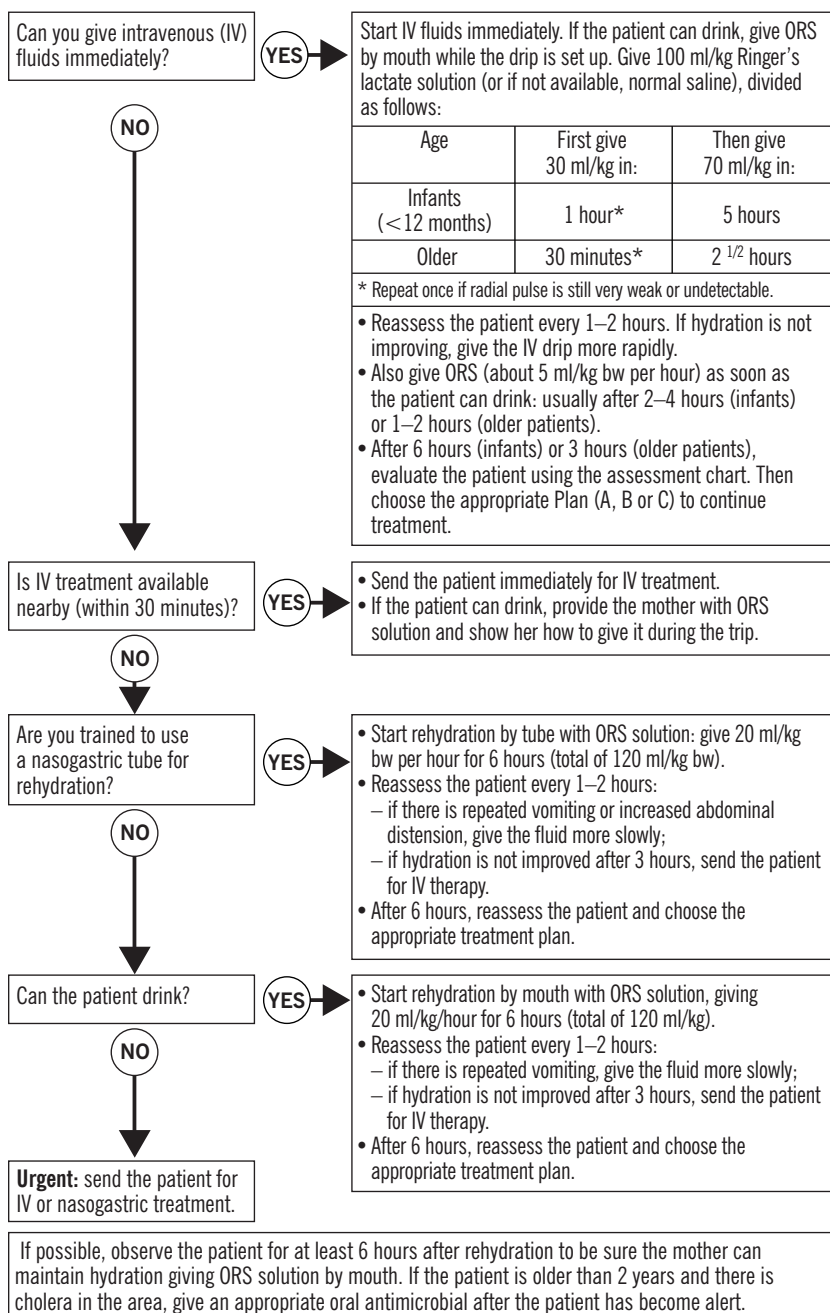 Can you give intravenous (IV)
fluids immediately?
YES
Start IV fluids immediately. If the patient can drink, give ORS
by mouth while the drip is set up. Give 100 ml/kg Ringer’s
lactate solution (or if not available, normal saline), divided
as follows:
Age First give Then give
30 ml/kg in: 70 ml/kg in:
Infants
(<12 months) 1 hour* 5 hours
Older 30 minutes* 2 1/2 hours
* Repeat once if radial pulse is still very weak or undetectable.
• Reassess the patient every 1–2 hours. If hydration is not
improving, give the IV drip more rapidly.
• Also give ORS (about 5 ml/kg bw per hour) as soon as
the patient can drink: usually after 2–4 hours (infants)
or 1–2 hours (older patients).
• After 6 hours (infants) or 3 hours (older patients),
evaluate the patient using the assessment chart. Then
choose the appropriate Plan (A, B or C) to continue
treatment.
NO
Is IV treatment available
nearby (within 30 minutes)?
YES
• Send the patient immediately for IV treatment.
• If the patient can drink, provide the mother with ORS
solution and show her how to give it during the trip.
NO
Are you trained to use
a nasogastric tube for
rehydration?
YES
• Start rehydration by tube with ORS solution: give 20 ml/kg
bw per hour for 6 hours (total of 120 ml/kg bw).
• Reassess the patient every 1–2 hours:
– if there is repeated vomiting or increased abdominal
distension, give the fluid more slowly;
– if hydration is not improved after 3 hours, send the patient
for IV therapy.
• After 6 hours, reassess the patient and choose the
appropriate treatment plan.
NO
Can the patient drink?
YES
• Start rehydration by mouth with ORS solution, giving
20 ml/kg/hour for 6 hours (total of 120 ml/kg).
• Reassess the patient every 1–2 hours:
– if there is repeated vomiting, give the fluid more slowly;
– if hydration is not improved after 3 hours, send the patient
for IV therapy.
• After 6 hours, reassess the patient and choose the
appropriate treatment plan.
NO
Urgent: send the patient for
IV or nasogastric treatment.
If possible, observe the patient for at least 6 hours after rehydration to be sure the mother can
maintain hydration giving ORS solution by mouth. If the patient is older than 2 years and there is
cholera in the area, give an appropriate oral antimicrobial after the patient has become alert.